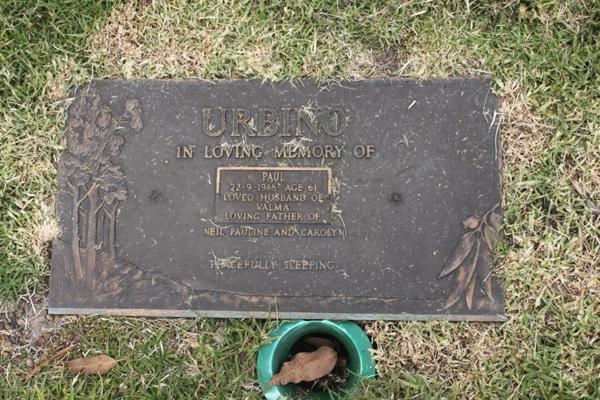 URBINO
IN LOVING MEMORY OF
PAUL
22-9-1988 AGE 61
LOVED HUSBAND OF
VALMA
LOVING FATHER OF
NEIL PAULINE AND CAROLYN
PEACEFULLY SLEEPING